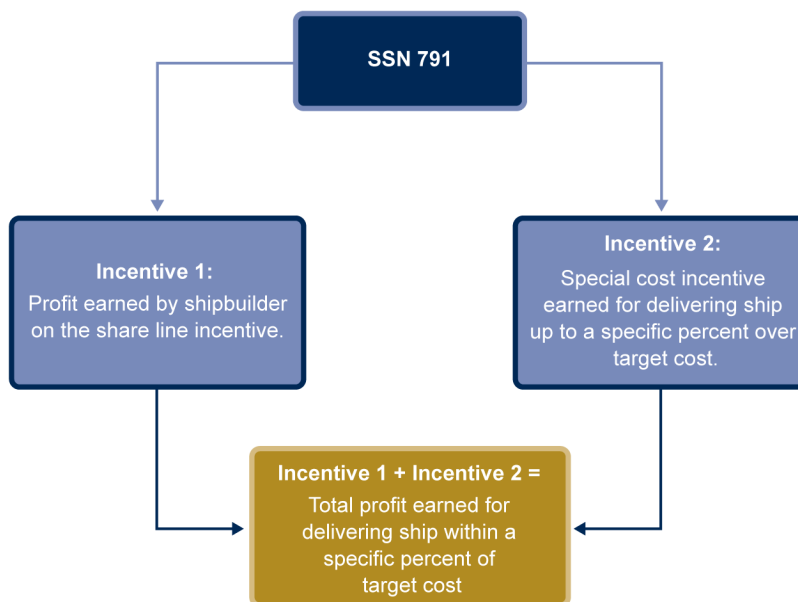 SSN 791
Incentive 1:
Profit earned by shipbuilder
on the share line incentive.
Incentive 2:
Special cost incentive
earned for delivering ship
up to a specific percent over
target cost.
Incentive 1 + Incentive 2 =
Total profit earned for
delivering ship within a
specific percent of
target cost